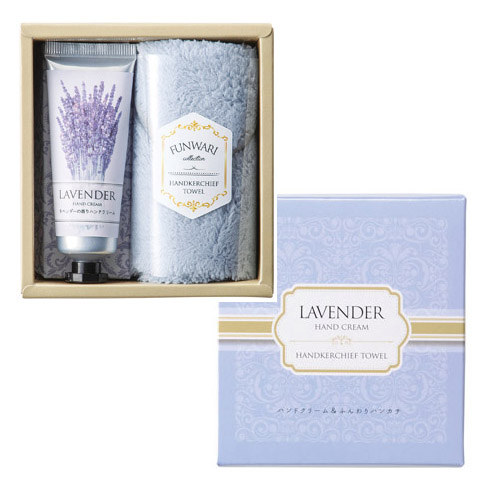 LAVENDER
HAND CREAM
ラベンダーの香りハンドクリーム
FUNWARI
collection
HANDKERCHIEF
TOWEL
LAVENDER
HAND CREAM
HANDKERCHIEF TOWEL
ハンドクリーム&ふんわりハンカチ